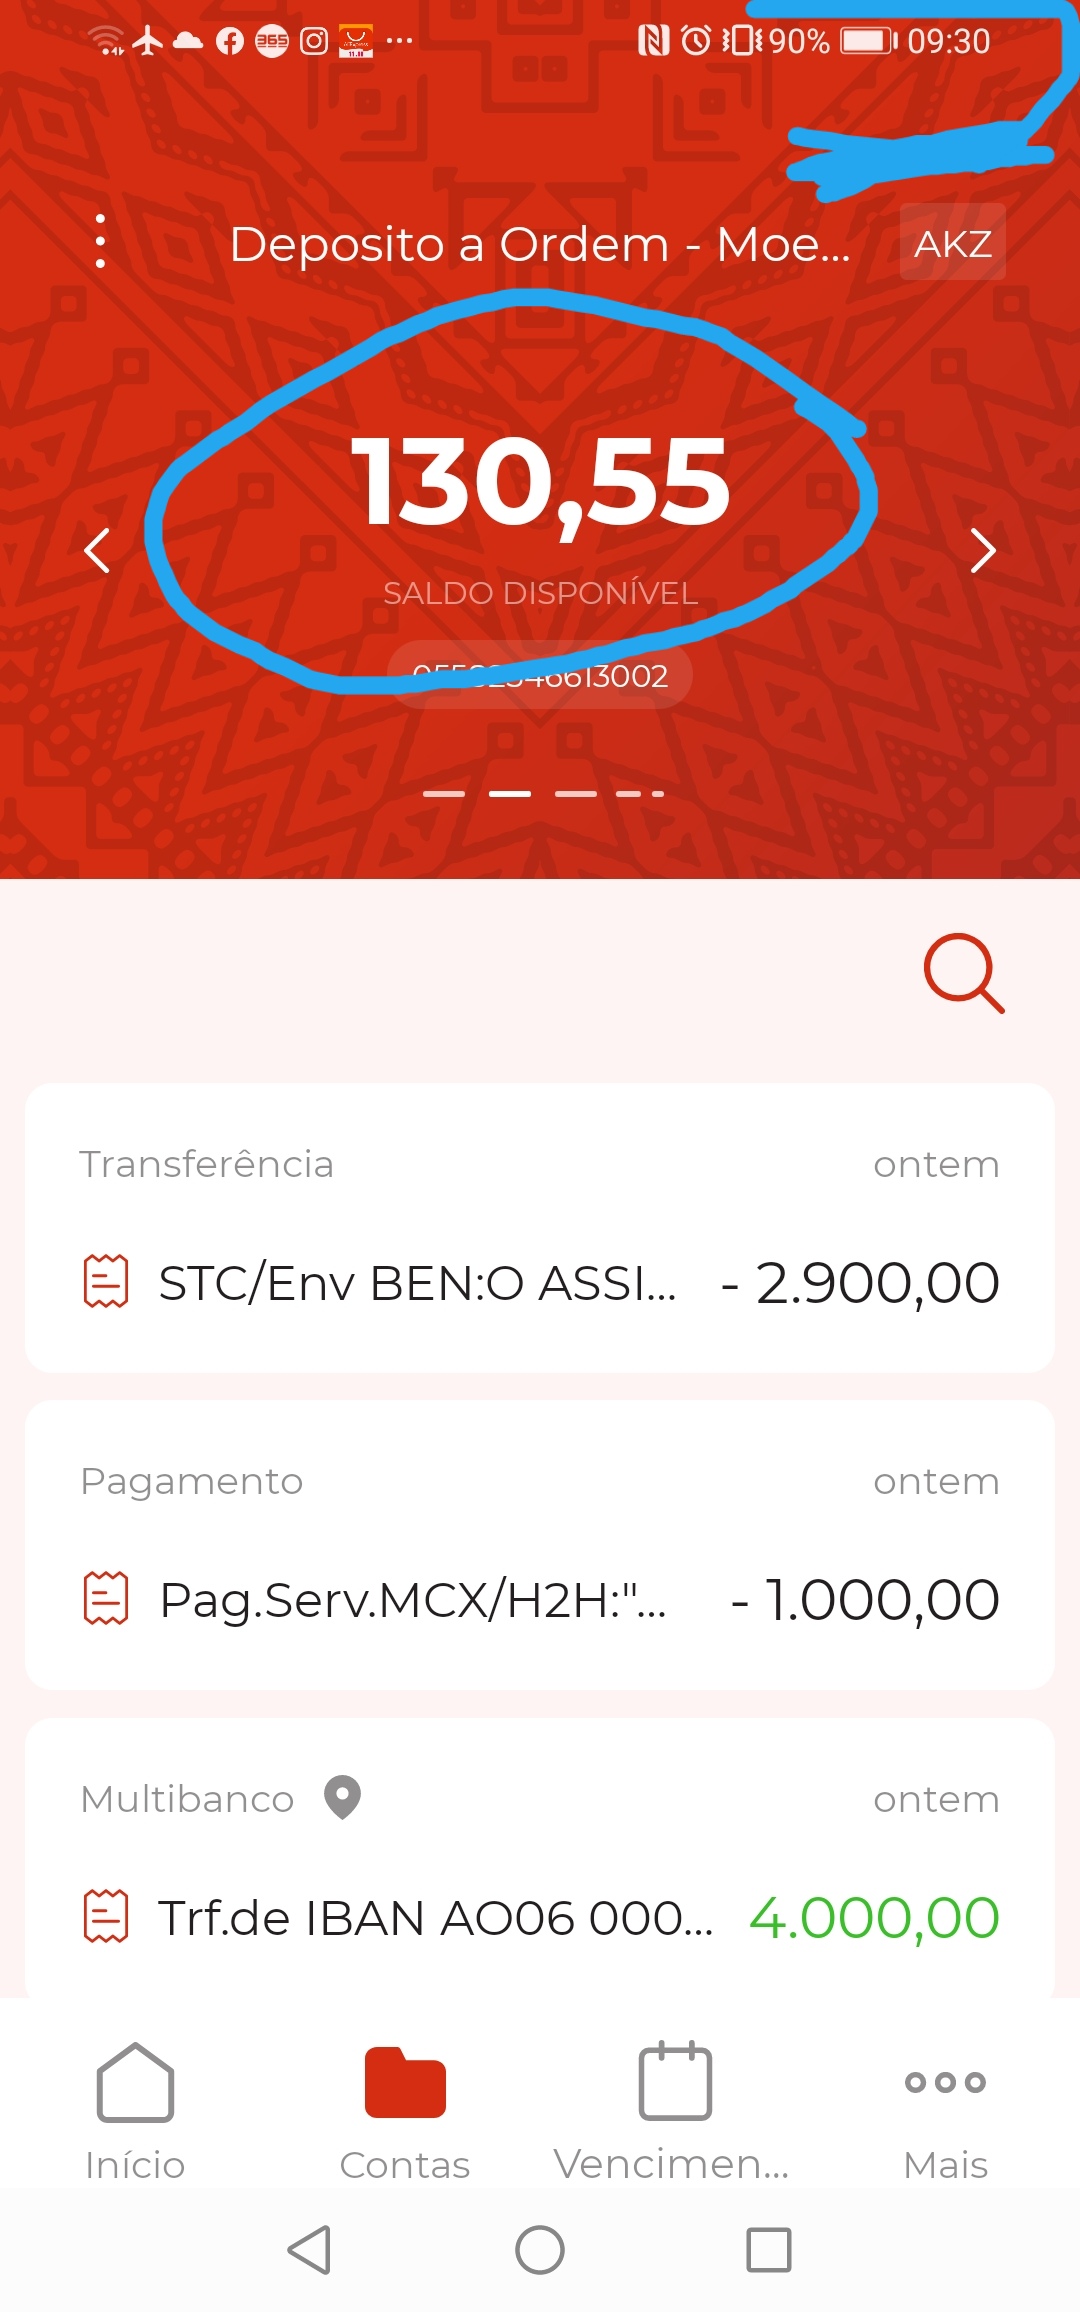 90% 09:30
Deposito a Ordem - Moe... AKZ
130,55
SALDO DISPONÍVEL
Transferência ontem
STC/Env BEN:O ASSI... - 2.900,00
Pagamento ontem
Pag.Serv.MCX/H2H:"... - 1.000,00
Multibanco ontem
Trf.de IBAN AO06 000... 4.000,00
Início Contas Vencimen... Mais